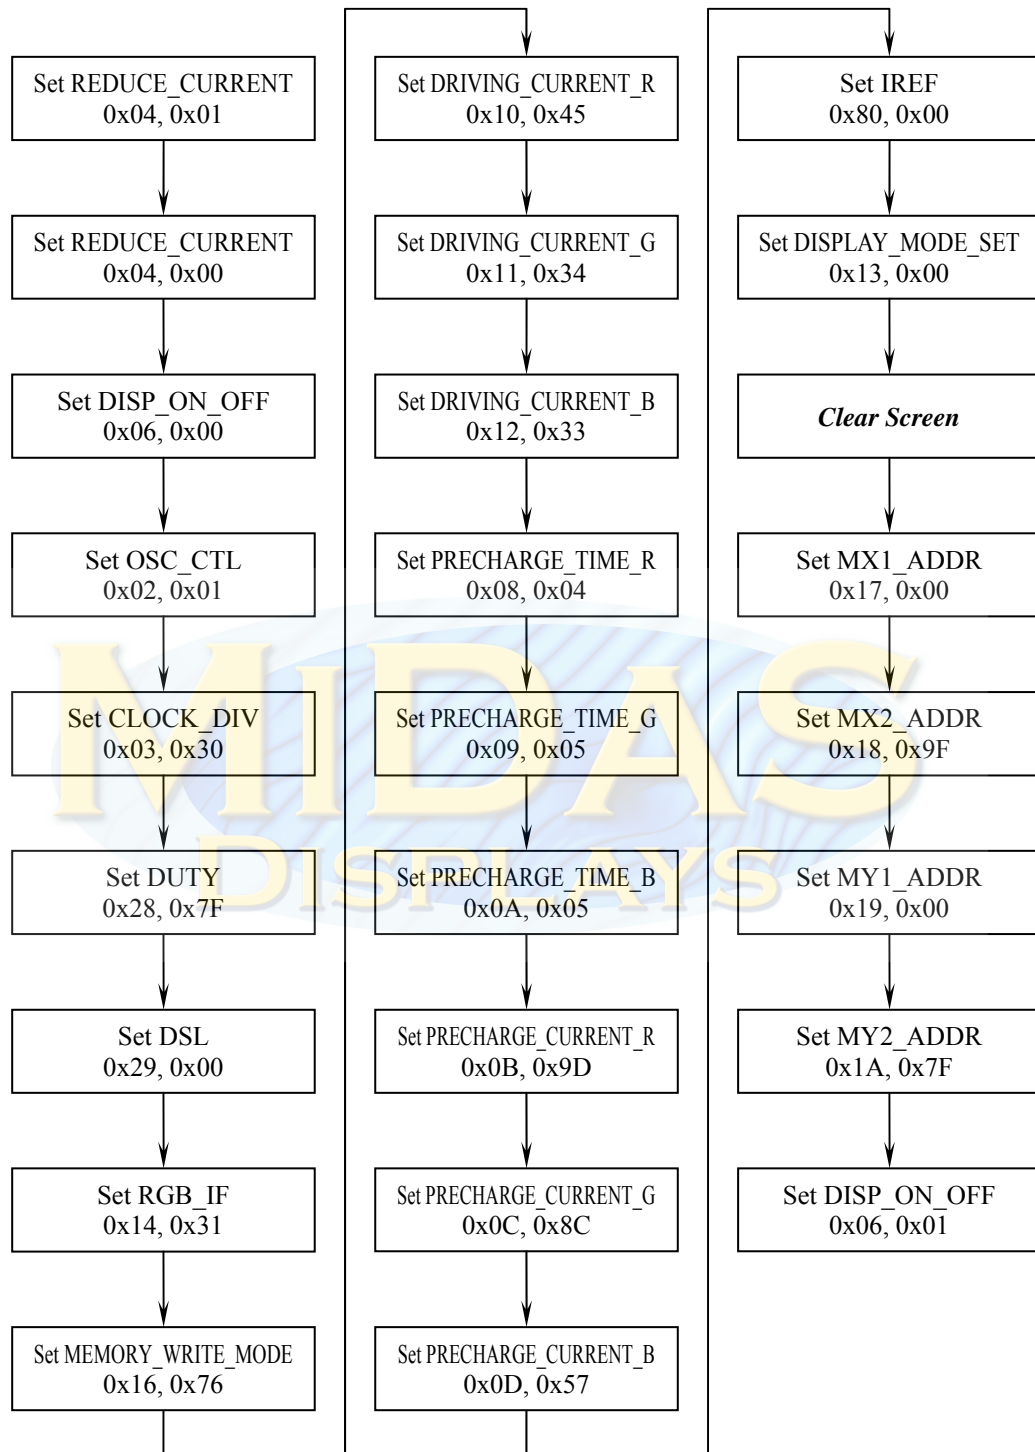 Set REDUCE_CURRENT
0x04, 0x01
Set REDUCE_CURRENT
0x04, 0x00
Set DISP_ON_OFF
0x06, 0x00
Set OSC_CTL
0x02, 0x01
Set CLOCK_DIV
0x03, 0x30
Set DUTY
0x28, 0x7F
Set DSL
0x29, 0x00
Set RGB_IF
0x14, 0x31
Set MEMORY_WRITE_MODE
0x16, 0x76
Set DRIVING_CURRENT_R
0x10, 0x45
Set DRIVING_CURRENT_G
0x11, 0x34
Set DRIVING_CURRENT_B
0x12, 0x33
Set PRECHARGE_TIME_R
0x08, 0x04
Set PRECHARGE_TIME_G
0x09, 0x05
Set PRECHARGE_TIME_B
0x0A, 0x05
Set PRECHARGE_CURRENT_R
0x0B, 0x9D
Set PRECHARGE_CURRENT_G
0x0C, 0x8C
Set PRECHARGE_CURRENT_B
0x0D, 0x57
Set IREF
0x80, 0x00
Set DISPLAY_MODE_SET
0x13, 0x00
Clear Screen
Set MX1_ADDR
0x17, 0x00
Set MX2_ADDR
0x18, 0x9F
Set MY1_ADDR
0x19, 0x00
Set MY2_ADDR
0x1A, 0x7F
Set DISP_ON_OFF
0x06, 0x01
MIDAS
DISPLAYS